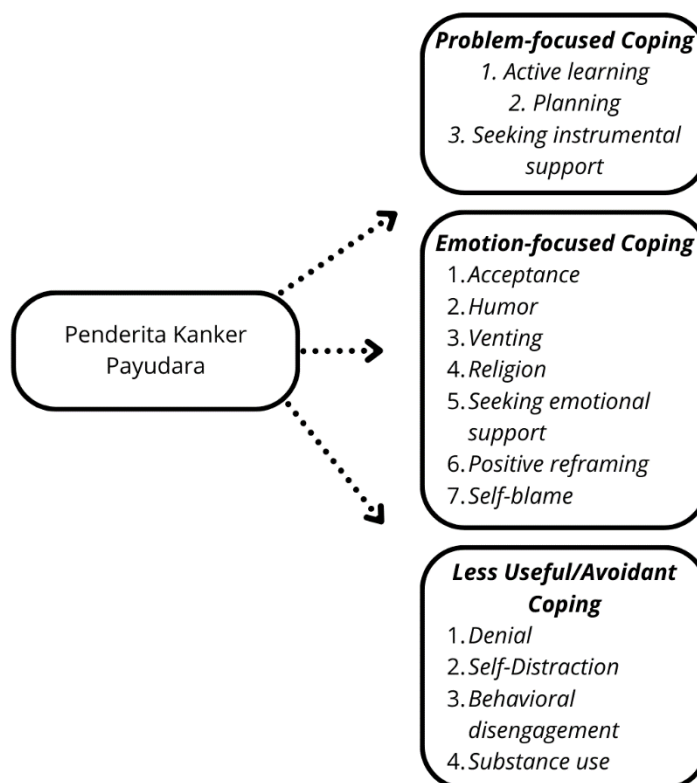 Problem-focused Coping
1. Active learning
2. Planning
3. Seeking instrumental
support
Penderita Kanker
Payudara
Emotion-focused Coping
1. Acceptance
2. Humor
3. Venting
4. Religion
5. Seeking emotional
support
6. Positive reframing
7. Self-blame
Less Useful/Avoidant
Coping
1. Denial
2. Self-Distraction
3. Behavioral
disengagement
4. Substance use